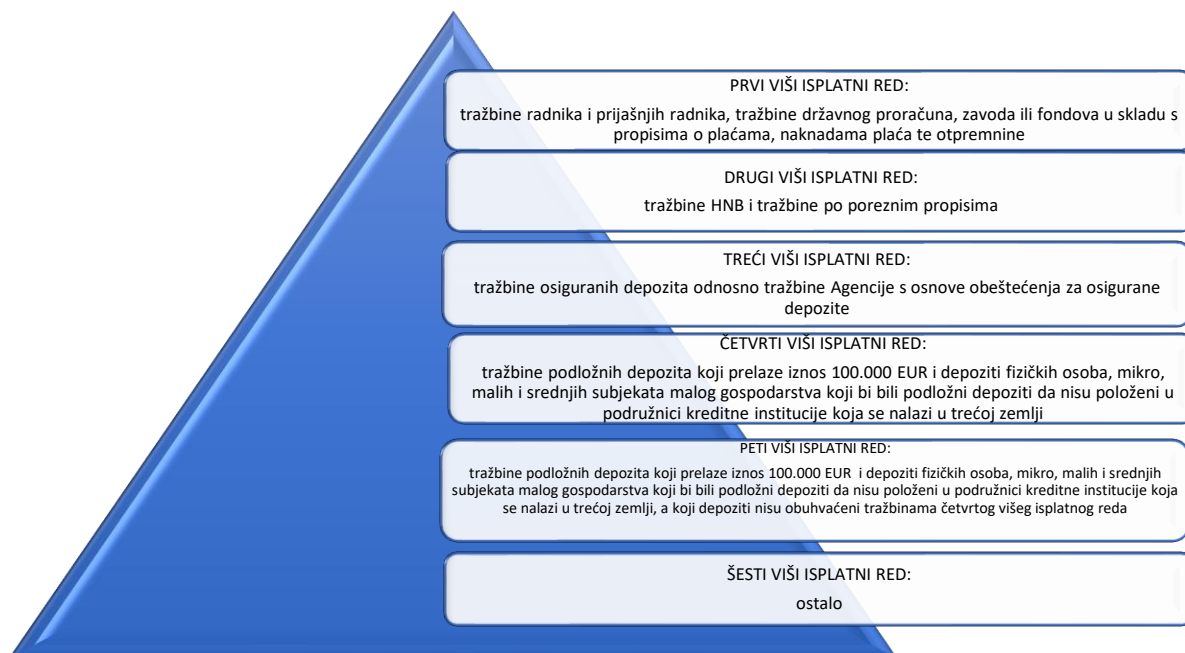 PRVI VIŠI ISPLATNI RED:
tražbine radnika i prijašnjih radnika, tražbine državnog proračuna, zavoda ili fondova u skladu s
propisima o plaćama, naknadama plaća te otpremnine
DRUGI VIŠI ISPLATNI RED:
tražbine HNB i tražbine po poreznim propisima
TREĆI VIŠI ISPLATNI RED:
tražbine osiguranih depozita odnosno tražbine Agencije s osnove obeštećenja za osigurane
depozite
ČETVRTI VIŠI ISPLATNI RED:
tražbine podložnih depozita koji prelaze iznos 100.000 EUR i depoziti fizičkih osoba, mikro,
malih i srednjih subjekata malog gospodarstva koji bi bili podložni depoziti da nisu položeni u
podružnici kreditne institucije koja se nalazi u trećoj zemlji
PETI VIŠI ISPLATNI RED:
tražbine podložnih depozita koji prelaze iznos 100.000 EUR i depoziti fizičkih osoba, mikro, malih i srednjih
subjekata malog gospodarstva koji bi bili podložni depoziti da nisu položeni u podružnici kreditne institucije koja
se nalazi u trećoj zemlji, a koji depoziti nisu obuhvaćeni tražbinama četvrtog višeg isplatnog reda
ŠESTI VIŠI ISPLATNI RED:
ostalo